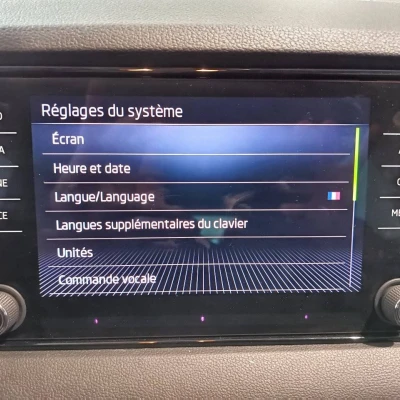 Réglages du système
Écran
Heure et date
Langue/Language
Langues supplémentaires du clavier
Unités
Commande vocale